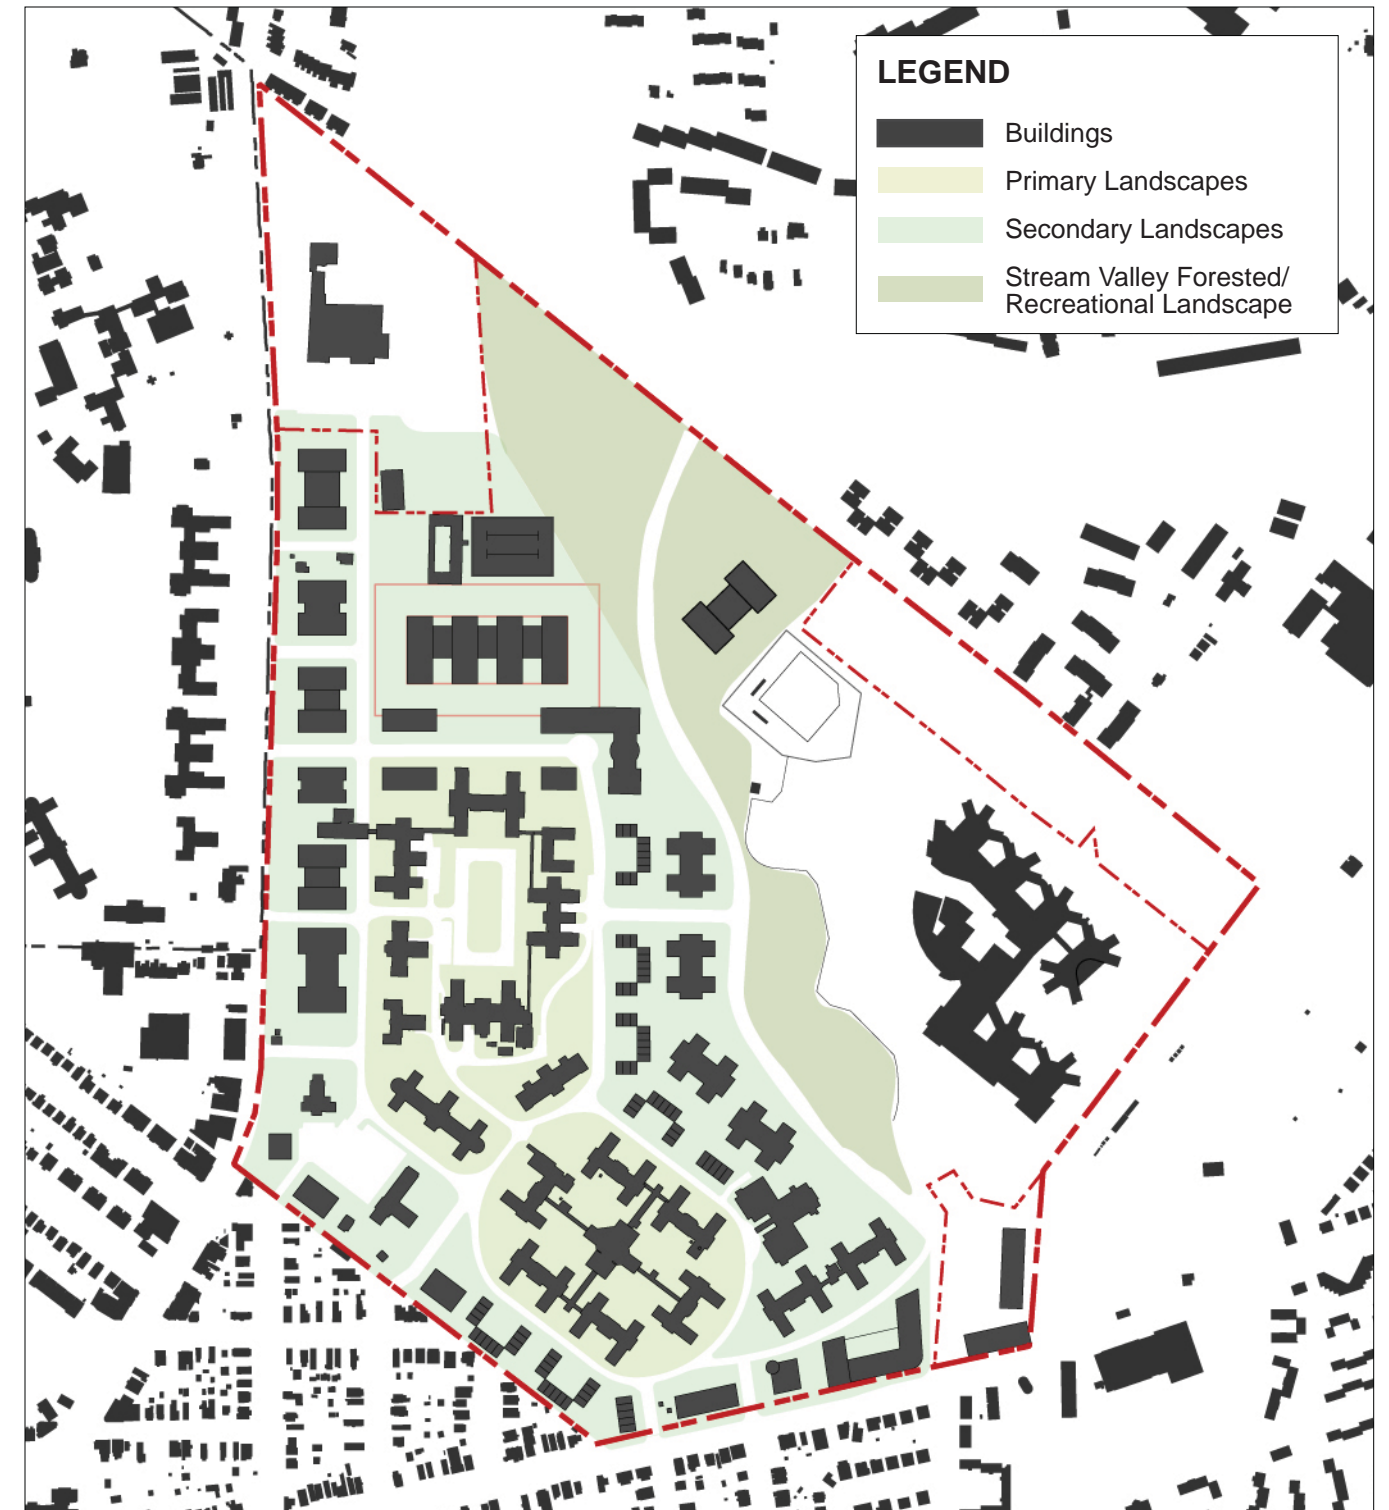 LEGEND
Buildings
Primary Landscapes
Secondary Landscapes
Stream Valley Forested/
Recreational Landscape